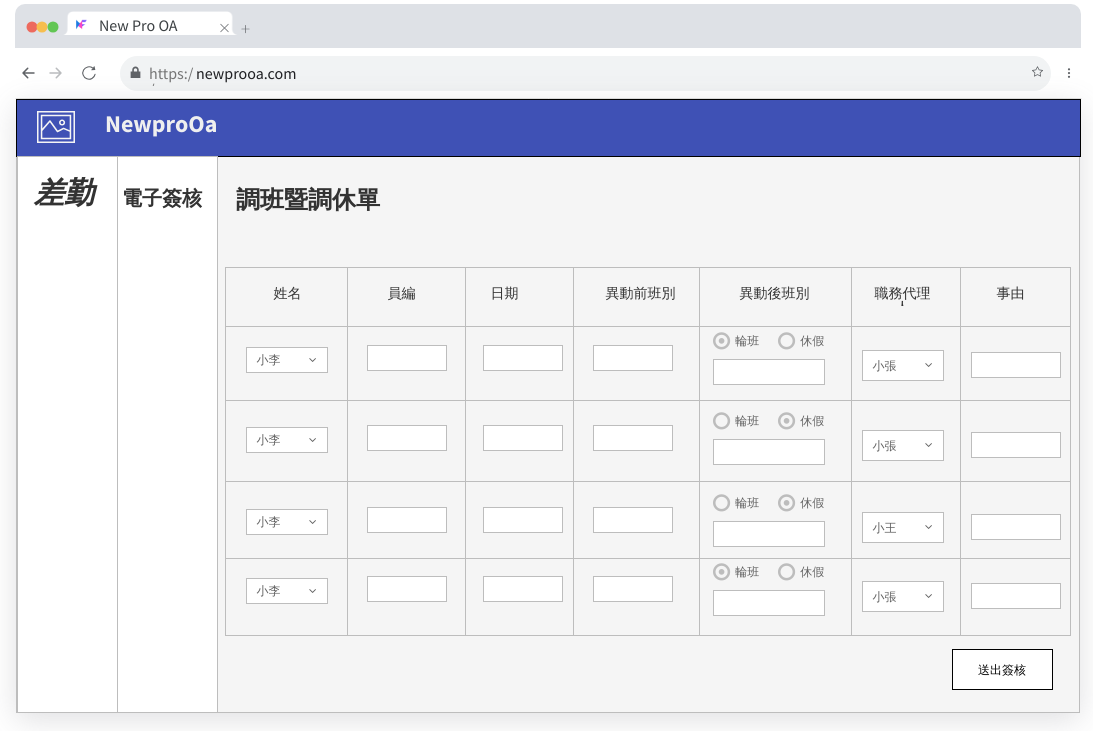 New Pro OA
https:/ newprooa.com
NewproOa
差勤
電子簽核
調班暨調休單
姓名 員編 日期 異動前班別 異動後班別 職務代理 事由
輪班 休假
小李 小張
輪班 休假
小李 小張
輪班 休假
小李 小王
輪班 休假
小李 小張
送出簽核